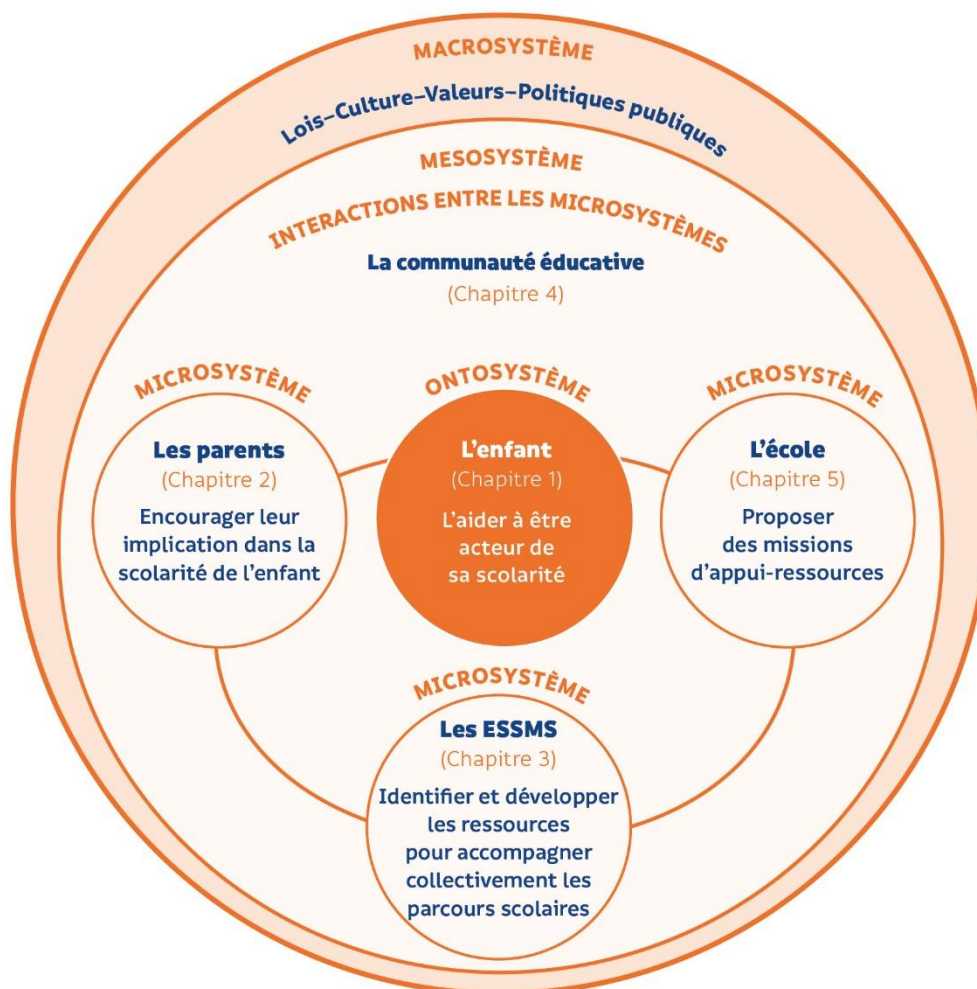 MACROSYSTÈME
Lois–Culture–Valeurs–Politiques publiques
MESOSYSTÈME
INTERACTIONS ENTRE LES MICROSYSTÈMES
La communauté éducative
(Chapitre 4)
MICROSYSTÈME
Les parents
(Chapitre 2)
Encourager leur
implication dans la
scolarité de l'enfant
ONTOSYSTÈME
L'enfant
(Chapitre 1)
L'aider à être
acteur de
sa scolarité
MICROSYSTÈME
L'école
(Chapitre 5)
Proposer
des missions
d'appui-ressources
MICROSYSTÈME
Les ESSMS
(Chapitre 3)
Identifier et développer
les ressources
pour accompagner
collectivement les
parcours scolaires